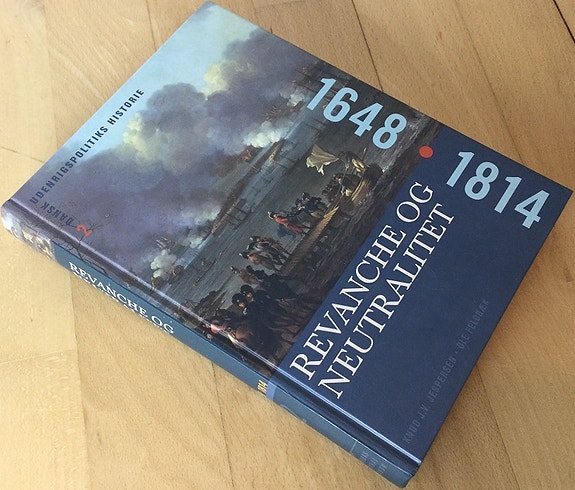 DANSK UDENRIGSPOLITIKS HISTORIE
2
1648 • 1814
REVANCHE OG
NEUTRALITET
KNUD J.V. JESPERSEN · OLE FELDBÆK
REVANCHE OG